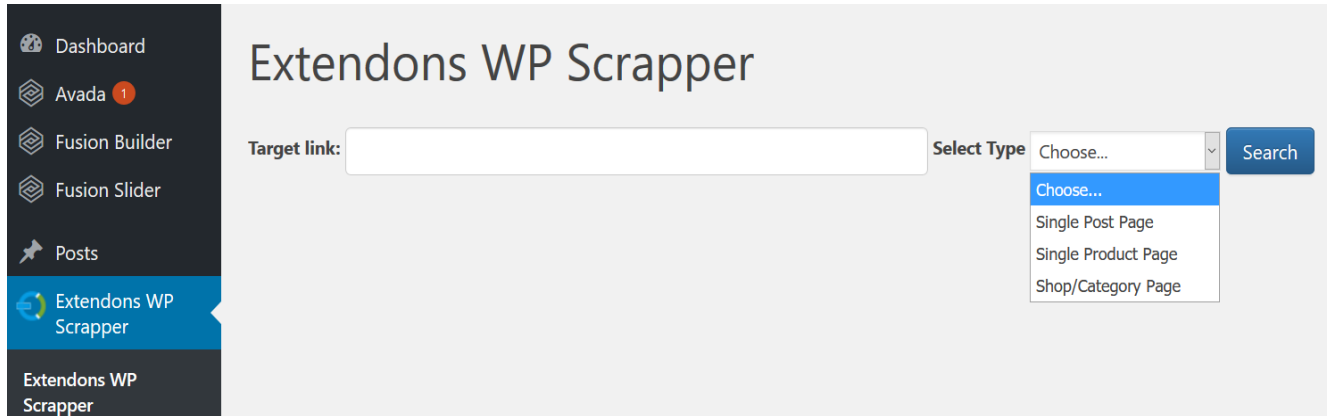 Dashboard
Avada 1
Fusion Builder
Fusion Slider
Posts
Extendons WP
Scrapper
Extendons WP
Scrapper
Extendons WP Scrapper
Target link:
Select Type Choose... Search
Choose...
Single Post Page
Single Product Page
Shop/Category Page